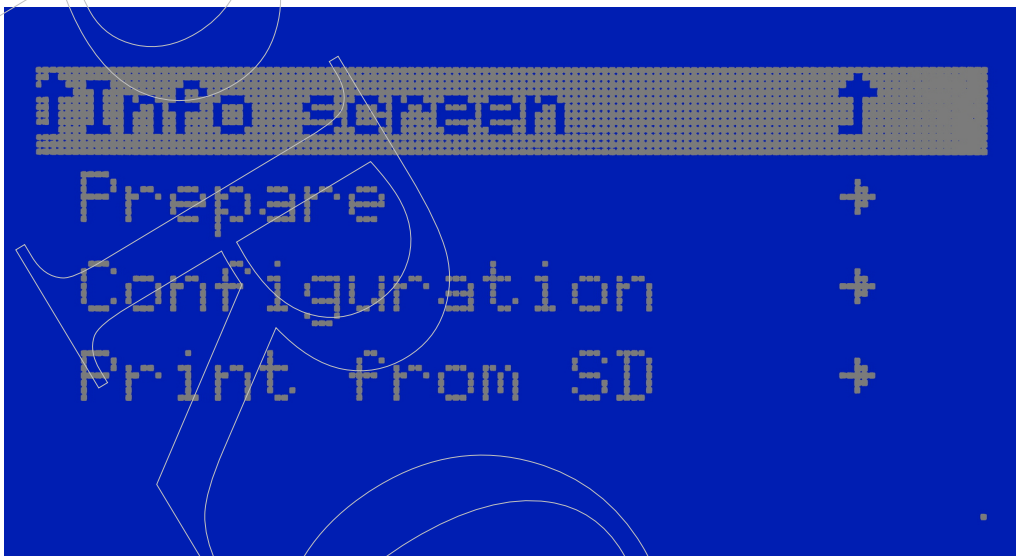 ↑Info screen ↑
Prepare →
Configuration →
Print from SD →